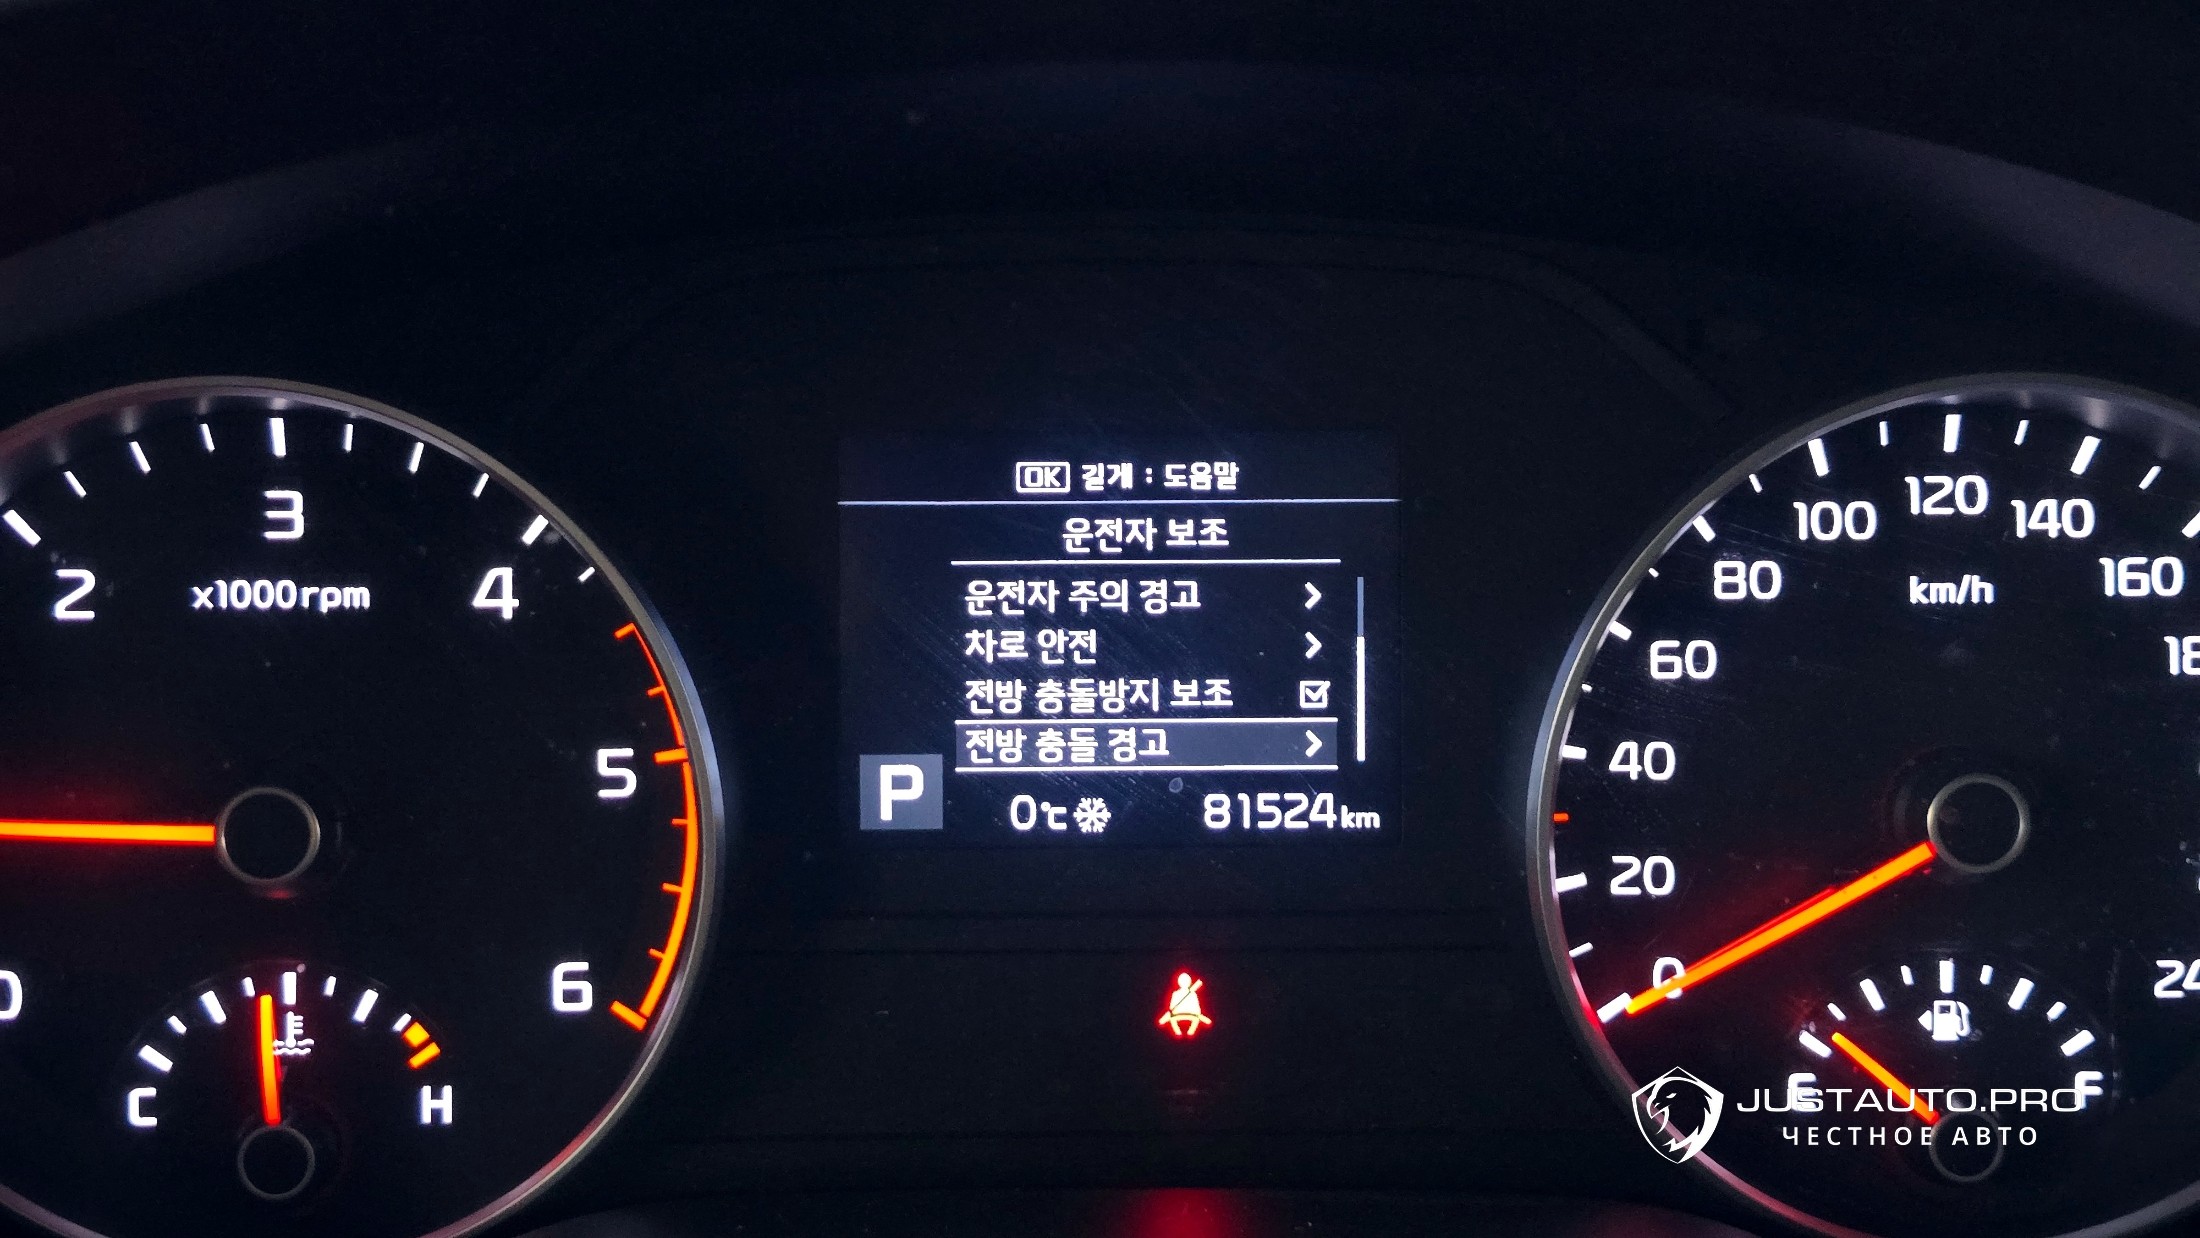 OK 길게 : 도움말
운전자 보조
운전자 주의 경고
차로 안전
전방 충돌방지 보조
전방 충돌 경고
P 0℃ 81524km
0 2 3 4 5 6
x1000rpm
C H
0 20 40 60 80 100 120 140 160
km/h
E F
JUSTAUTO.PRO
ЧЕСТНОЕ АВТО